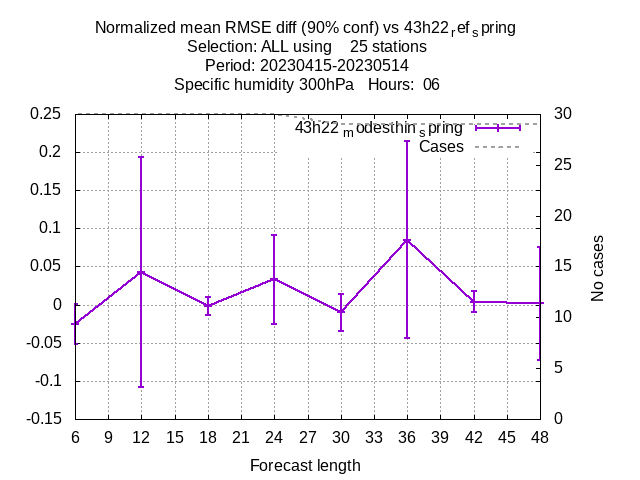 Normalized mean RMSE diff (90% conf) vs 43h22refspring
Selection: ALL using 25 stations
Period: 20230415-20230514
Specific humidity 300hPa Hours: 06
0.25
0.2
0.15
0.1
0.05
0
-0.05
-0.1
-0.15
30
25
20
15
10
5
0
43h22modesthinspring
Cases
No cases
6 9 12 15 18 21 24 27 30 33 36 39 42 45 48
Forecast length